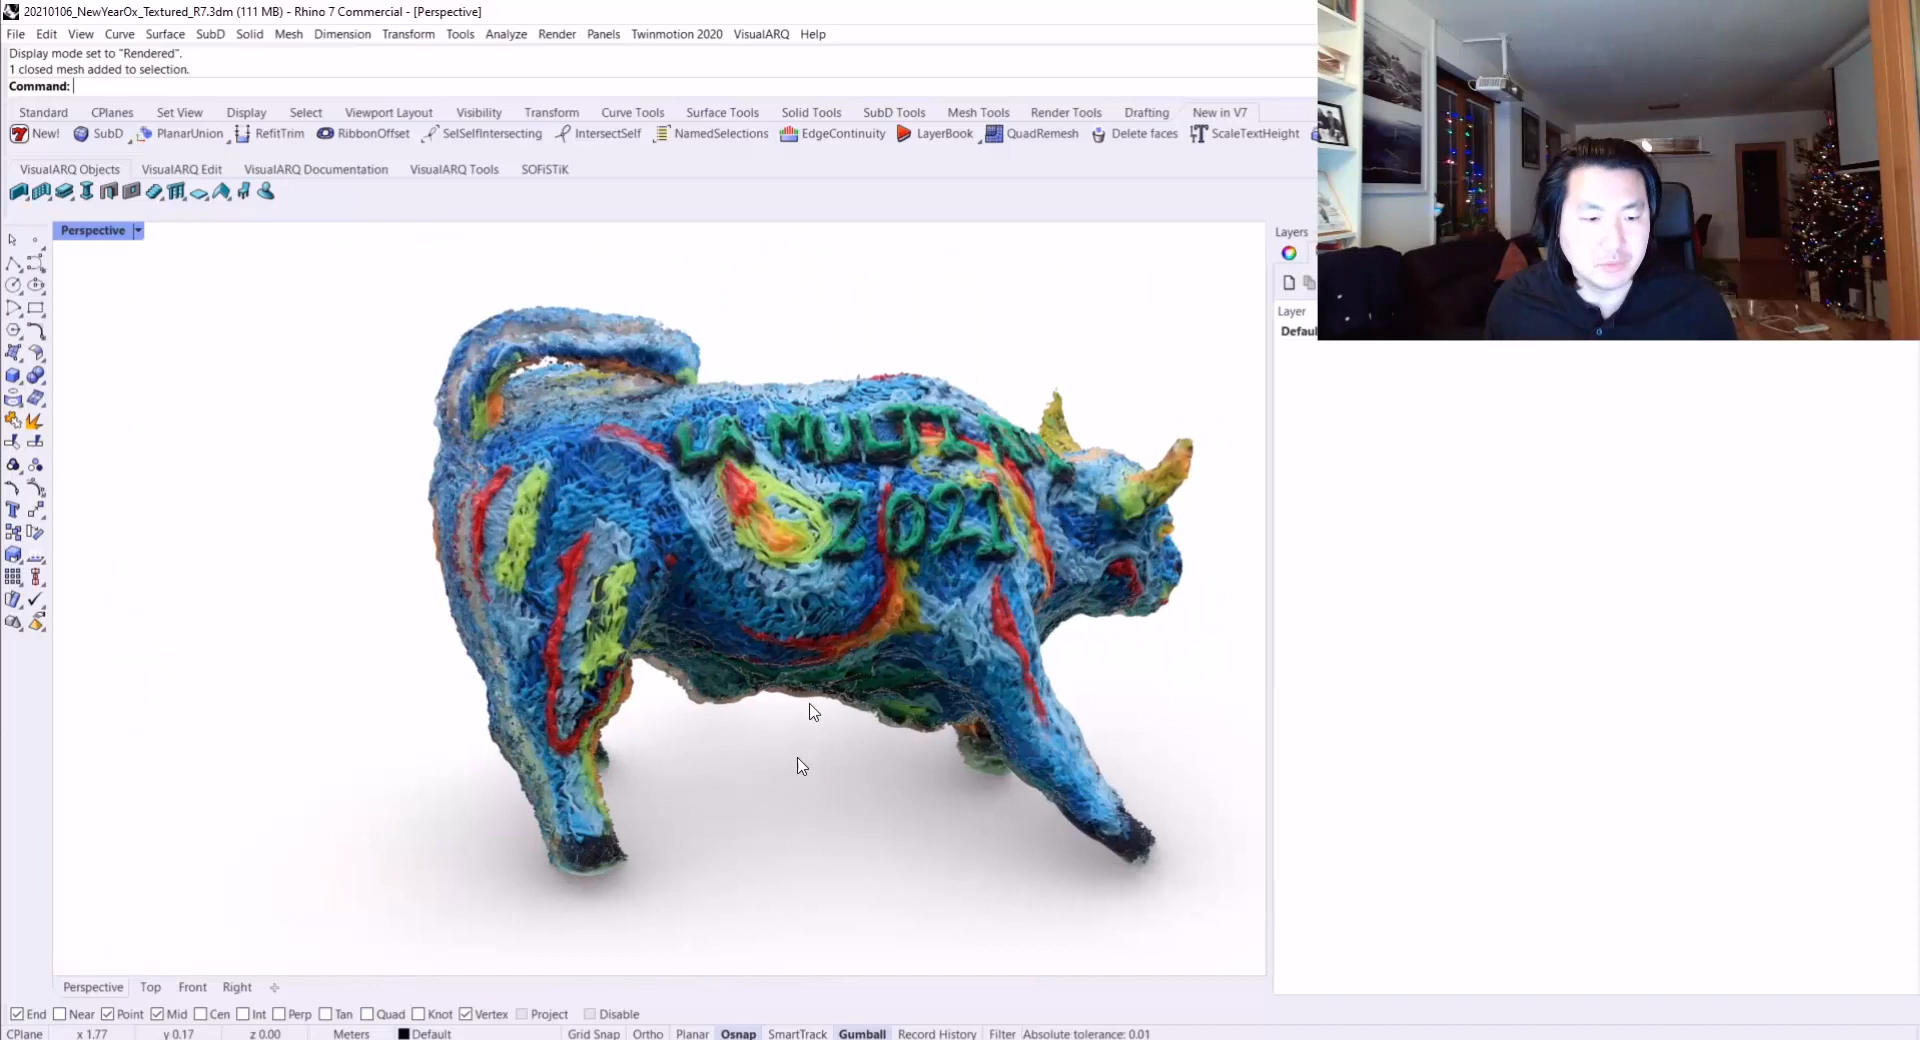 20210106_NewYearOx_Textured_R7.3dm (111 MB) - Rhino 7 Commercial - [Perspective]
File Edit View Curve Surface SubD Solid Mesh Dimension Transform Tools Analyze Render Panels Twinmotion 2020 VisualARQ Help
Display mode set to "Rendered".
1 closed mesh added to selection.
Command:
Standard CPlanes Set View Display Select Viewport Layout Visibility Transform Curve Tools Surface Tools Solid Tools SubD Tools Mesh Tools Render Tools Drafting New in V7
New! SubD PlanarUnion RefitTrim RibbonOffset SelSelfIntersecting IntersectSelf NamedSelections EdgeContinuity LayerBook QuadRemesh Delete faces ScaleTextHeight
VisualARQ Objects VisualARQ Edit VisualARQ Documentation VisualARQ Tools SOFiSTiK
Perspective
Layers
Layer
Defau
LA MULTI ANI
2021
Perspective Top Front Right
End Near Point Mid Cen Int Perp Tan Quad Knot Vertex Project Disable
CPlane x 1.77 y 0.17 z 0.00 Meters Default Grid Snap Ortho Planar Osnap SmartTrack Gumball Record History Filter Absolute tolerance: 0.01